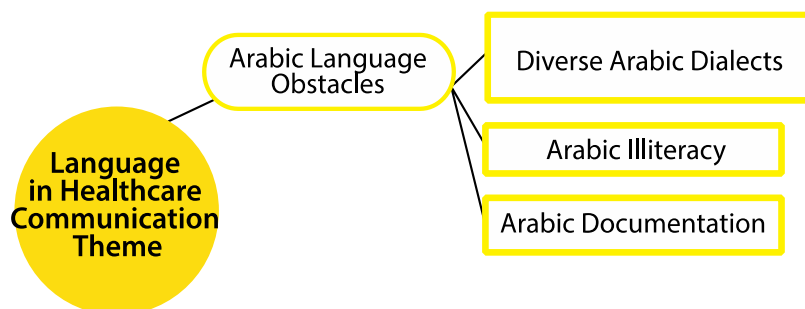 Arabic Language
Obstacles
Diverse Arabic Dialects
Arabic Illiteracy
Arabic Documentation
Language
in Healthcare
Communication
Theme